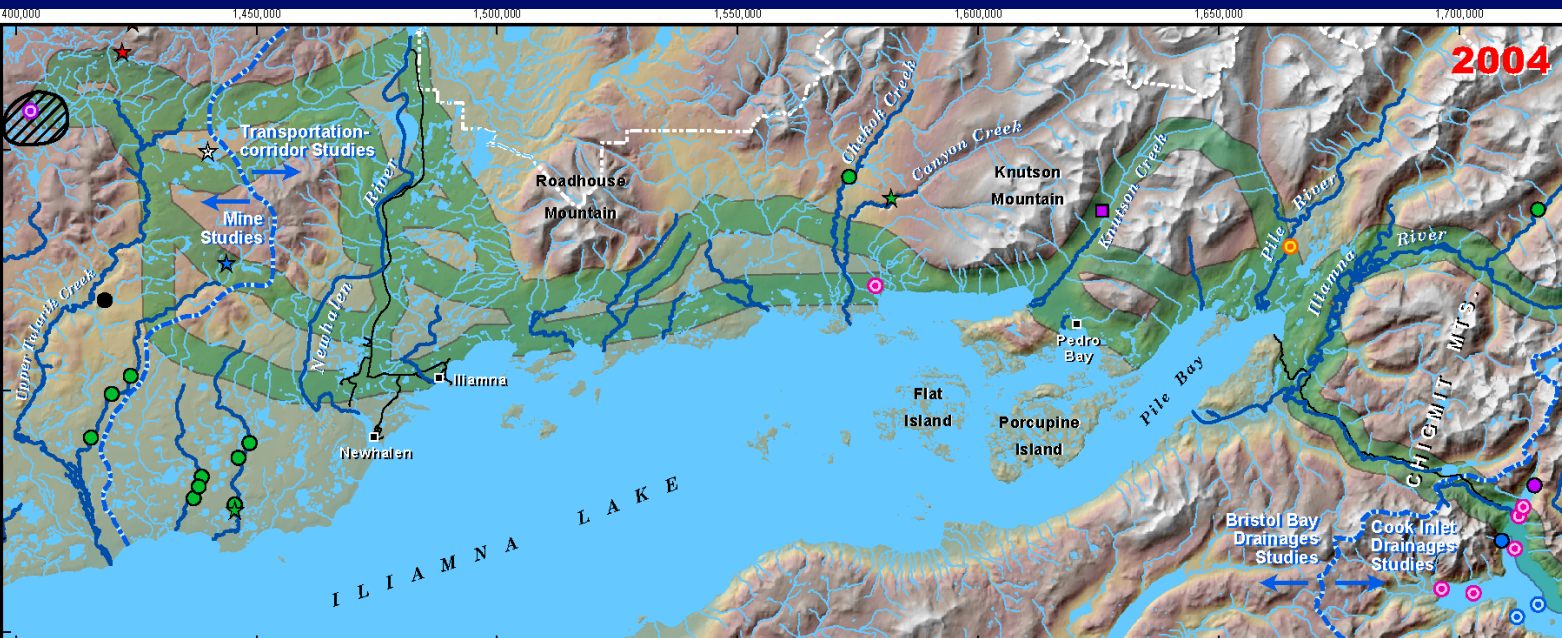 400,000
1,450,000
1,500,000
1,550,000
1,600,000
1,650,000
1,700,000
2004
Transportation-
corridor Studies
Mine
Studies
River
Newhalen
Upper Talarik Creek
Roadhouse
Mountain
Chekok Creek
Canyon Creek
Knutson
Mountain
Knutson Creek
Pile River
Iliamna River
CHIGMIT MTS.
Pedro
Bay
Pile Bay
Iliamna
Newhalen
Flat
Island
Porcupine
Island
ILIAMNA LAKE
Bristol Bay
Drainages
Studies
Cook Inlet
Drainages
Studies